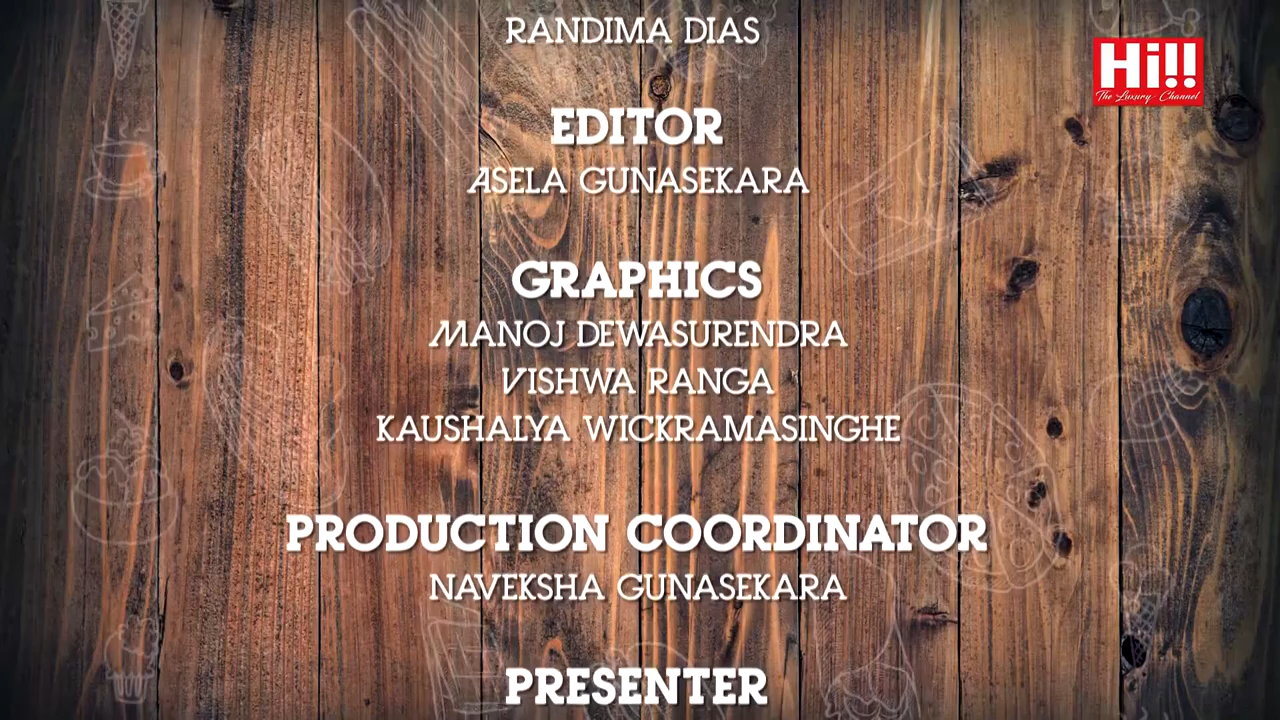 RANDIMA DIAS
Hi!!
The Luxury Channel
EDITOR
ASELA GUNASEKARA
GRAPHICS
MANOJ DEWASURENDRA
VISHWA RANGA
KAUSHALYA WICKRAMASINGHE
PRODUCTION COORDINATOR
NAVEKSHA GUNASEKARA
PRESENTER